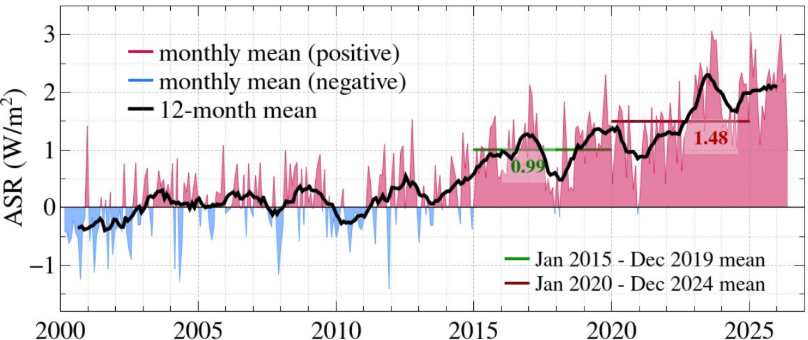 3
2
1
0
−1
ASR (W/m²)
monthly mean (positive)
monthly mean (negative)
12-month mean
0.99
1.48
Jan 2015 - Dec 2019 mean
Jan 2020 - Dec 2024 mean
2000 2005 2010 2015 2020 2025